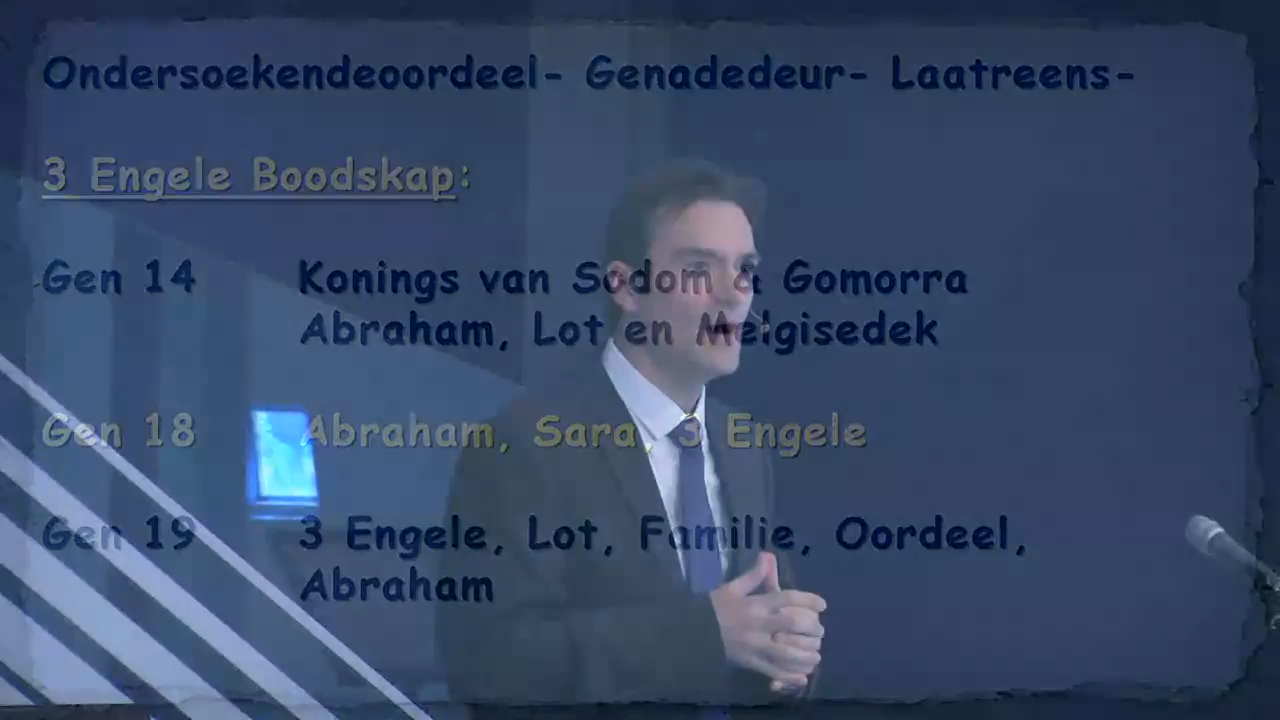 Ondersoekendeoordeel- Genadedeur- Laatreens-
3 Engele Boodskap:
Gen 14 Konings van Sodom & Gomorra
Abraham, Lot en Melgisedek
Gen 18 Abraham, Sara, 3 Engele
Gen 19 3 Engele, Lot, Familie, Oordeel,
Abraham